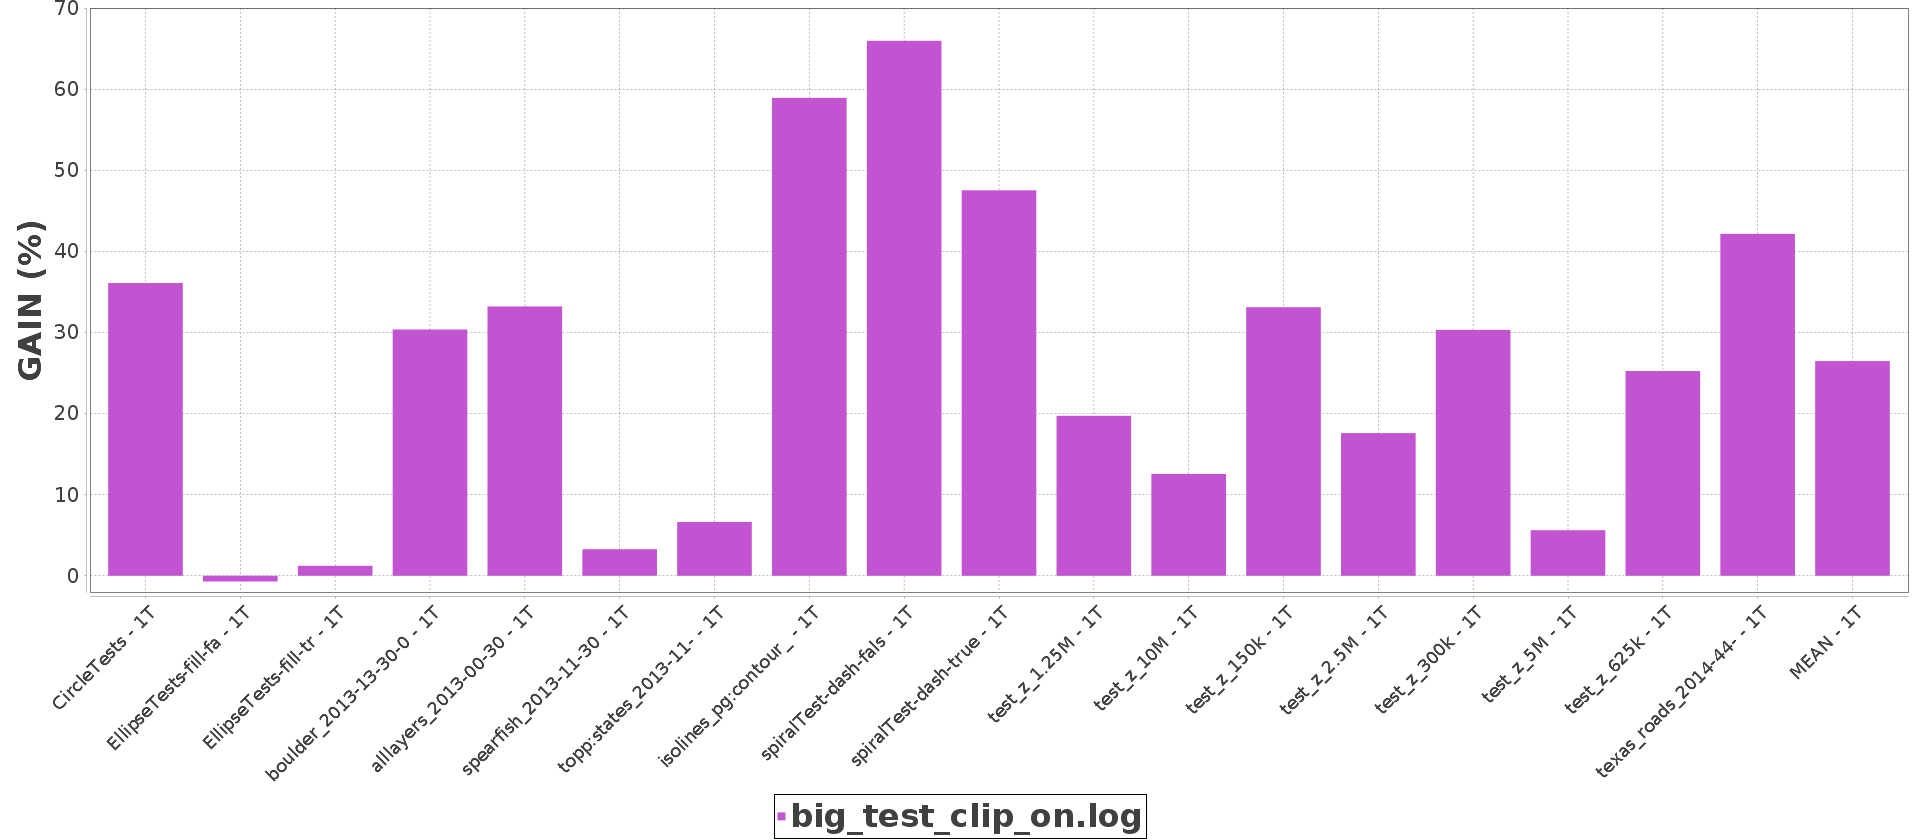 GAIN (%)
70
60
50
40
30
20
10
0
CircleTests - 1T
EllipseTests-fill-fa - 1T
EllipseTests-fill-tr - 1T
boulder_2013-13-30-0 - 1T
alllayers_2013-00-30 - 1T
spearfish_2013-11-30 - 1T
topp:states_2013-11- - 1T
isolines_pg:contour_ - 1T
spiralTest-dash-fals - 1T
spiralTest-dash-true - 1T
test_z_1.25M - 1T
test_z_10M - 1T
test_z_150k - 1T
test_z_2.5M - 1T
test_z_300k - 1T
test_z_5M - 1T
test_z_625k - 1T
texas_roads_2014-44- - 1T
MEAN - 1T
big_test_clip_on.log